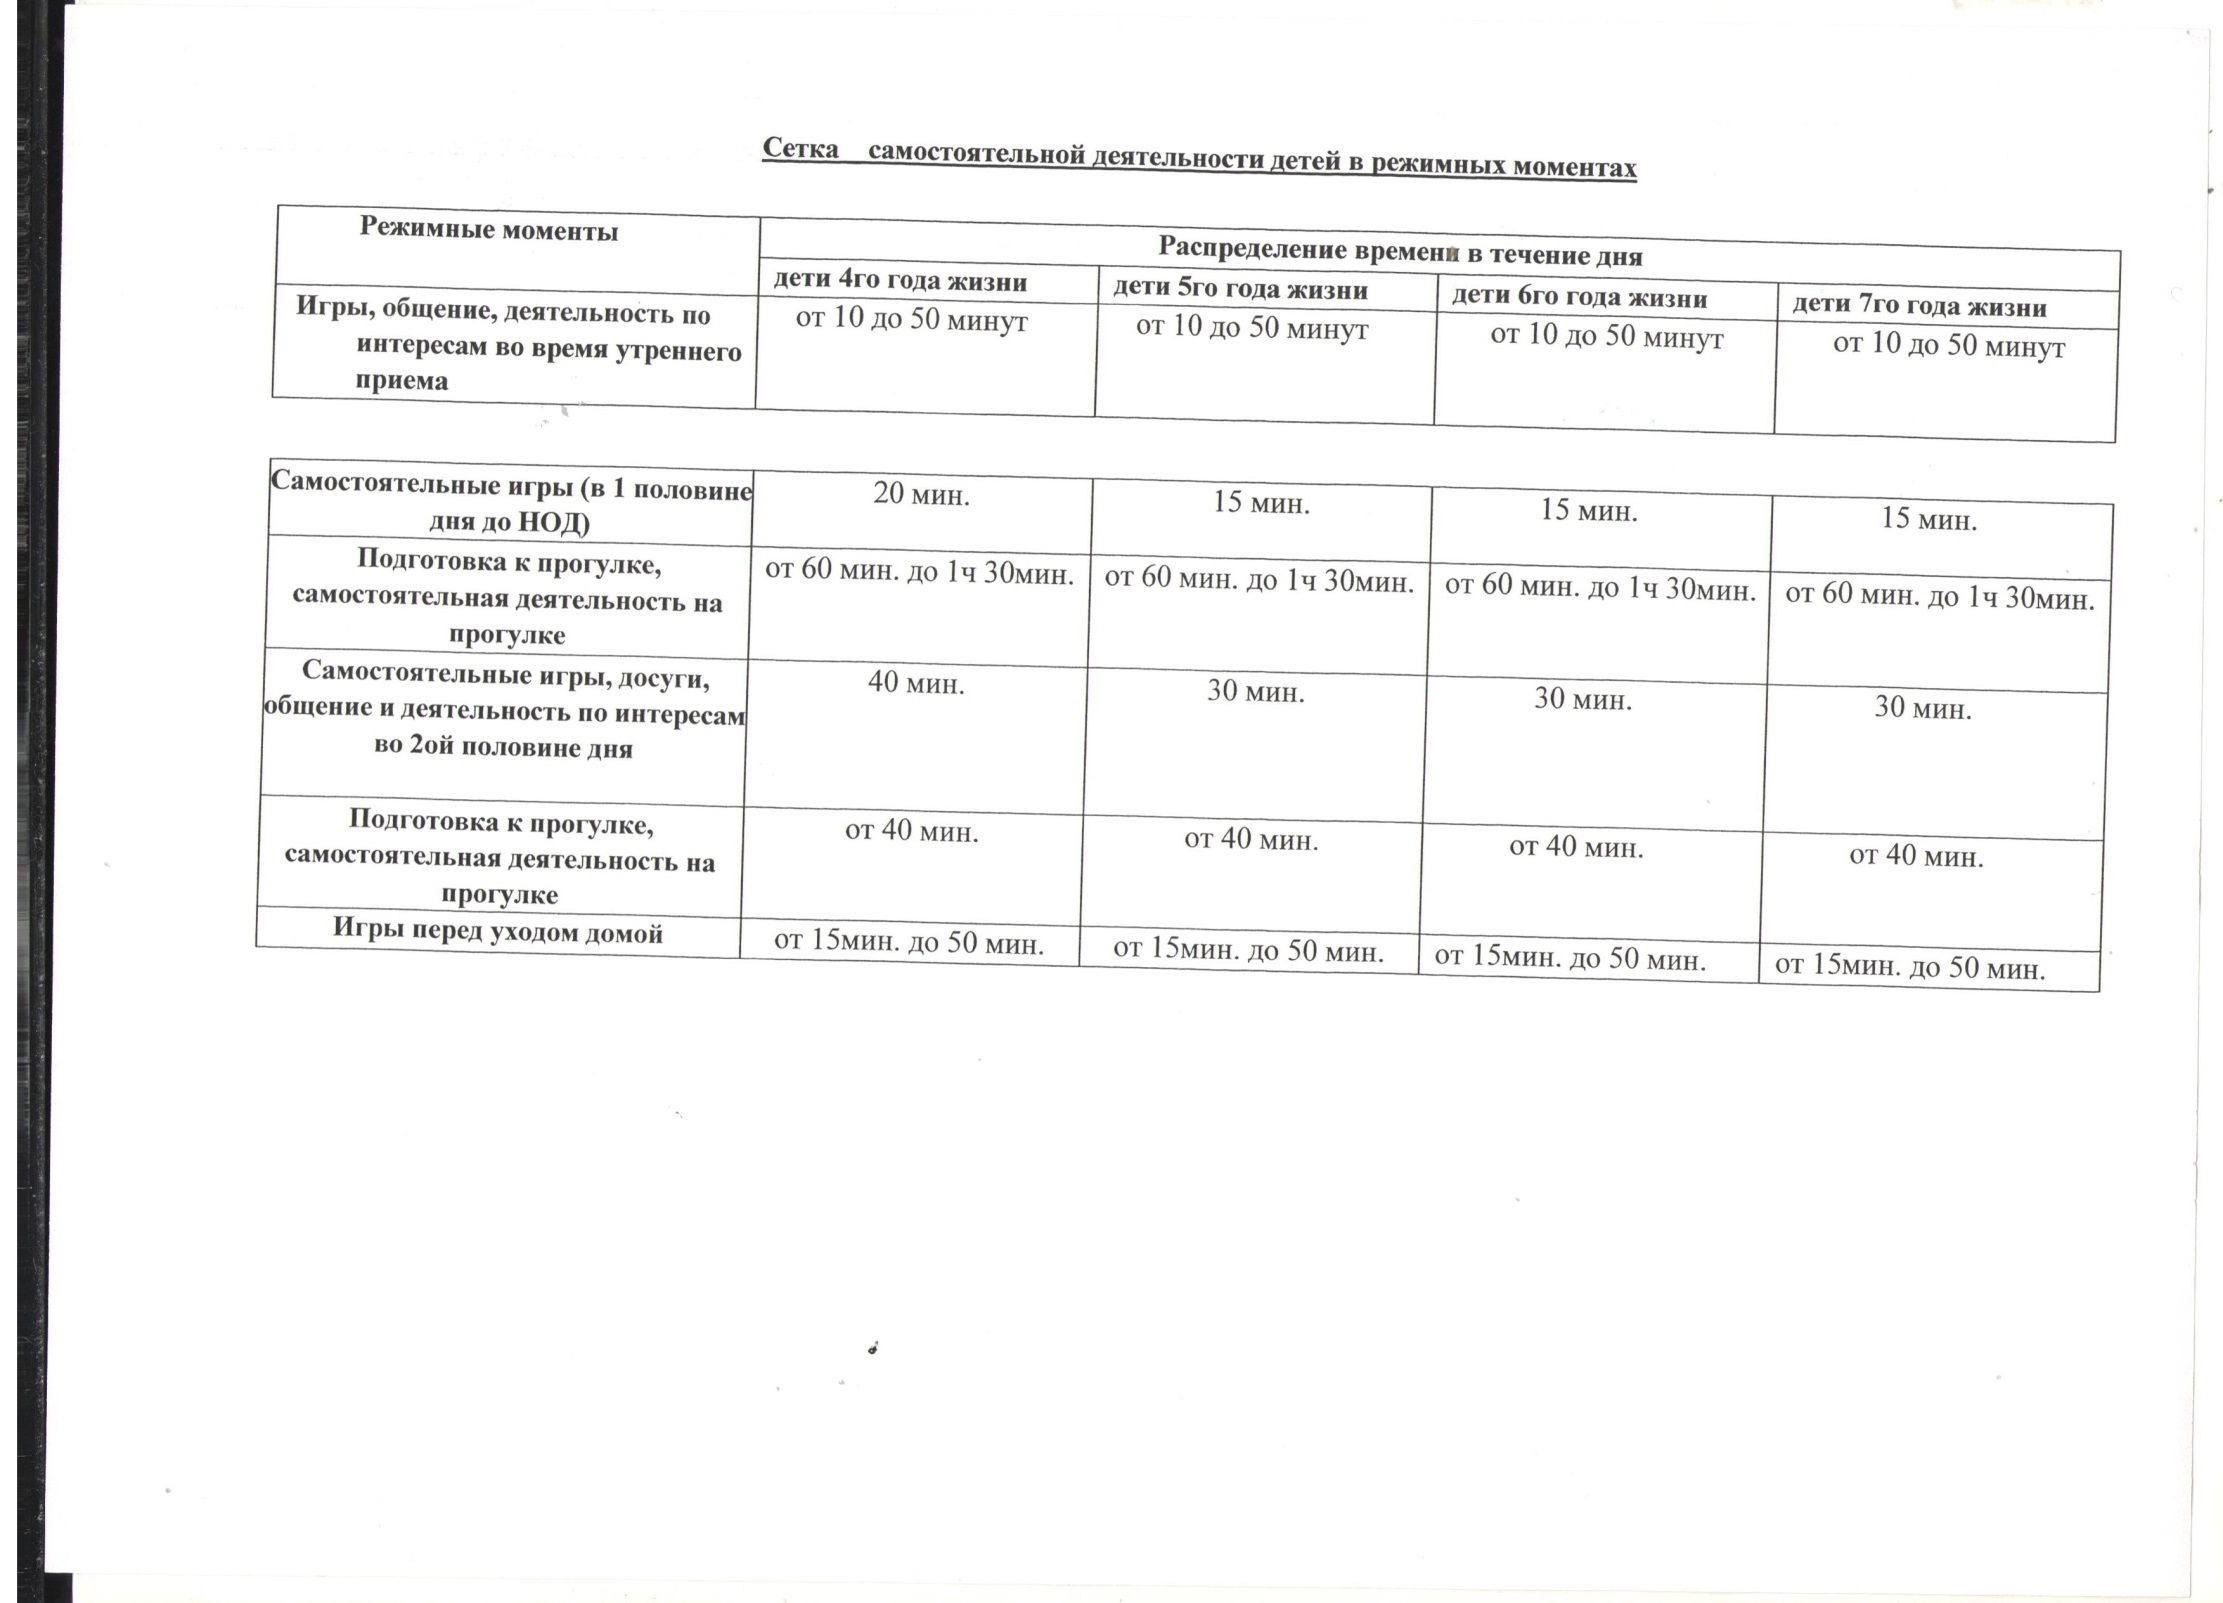 Сетка самостоятельной деятельности детей в режимных моментах
Режимные моменты
Распределение времени в течение дня
дети 4го года жизни
дети 5го года жизни
дети 6го года жизни
дети 7го года жизни
Игры, общение, деятельность по
интересам во время утреннего
приема
от 10 до 50 минут
от 10 до 50 минут
от 10 до 50 минут
от 10 до 50 минут
Самостоятельные игры (в 1 половине
дня до НОД)
20 мин.
15 мин.
15 мин.
15 мин.
Подготовка к прогулке,
самостоятельная деятельность на
прогулке
от 60 мин. до 1ч 30мин.
от 60 мин. до 1ч 30мин.
от 60 мин. до 1ч 30мин.
от 60 мин. до 1ч 30мин.
Самостоятельные игры, досуги,
общение и деятельность по интересам
во 2ой половине дня
40 мин.
30 мин.
30 мин.
30 мин.
Подготовка к прогулке,
самостоятельная деятельность на
прогулке
от 40 мин.
от 40 мин.
от 40 мин.
от 40 мин.
Игры перед уходом домой
от 15мин. до 50 мин.
от 15мин. до 50 мин.
от 15мин. до 50 мин.
от 15мин. до 50 мин.